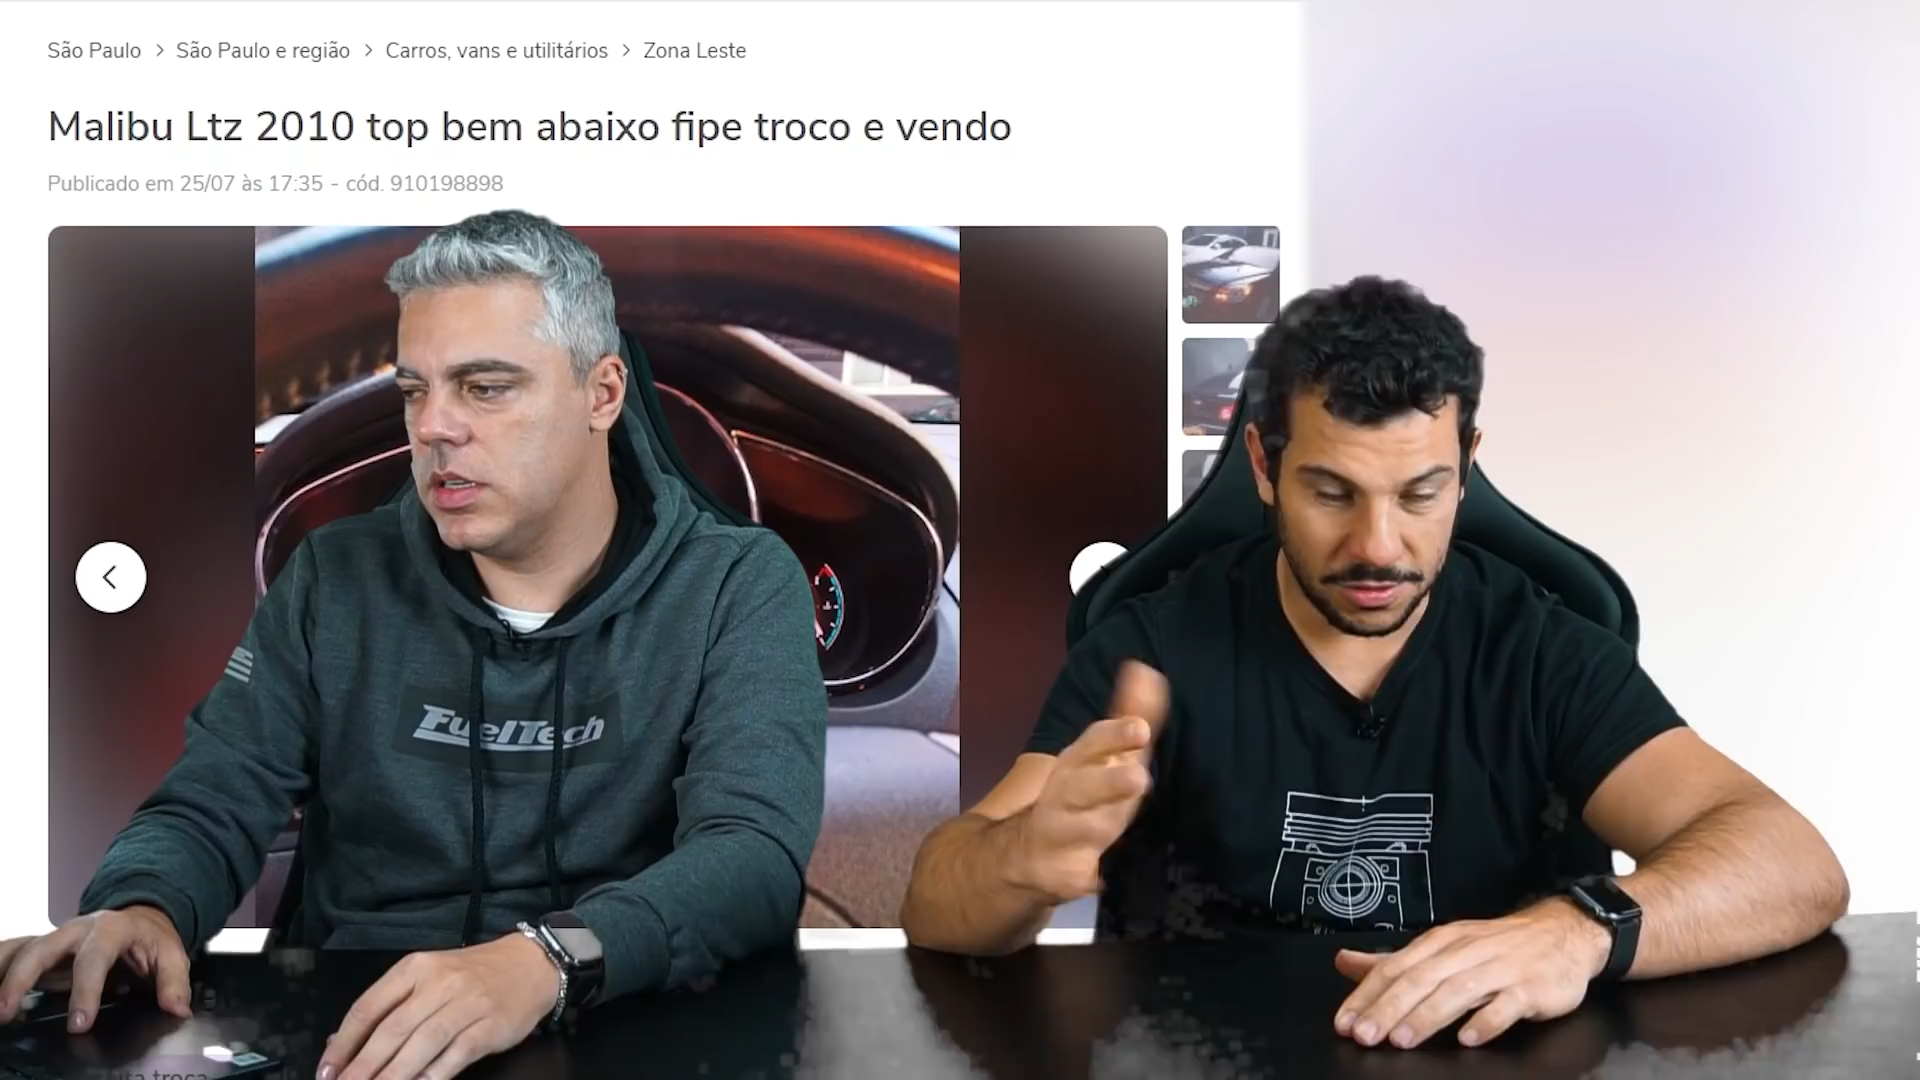 São Paulo > São Paulo e região > Carros, vans e utilitários > Zona Leste
Malibu Ltz 2010 top bem abaixo fipe troco e vendo
Publicado em 25/07 às 17:35 - cód. 910198898
FuelTech
troca